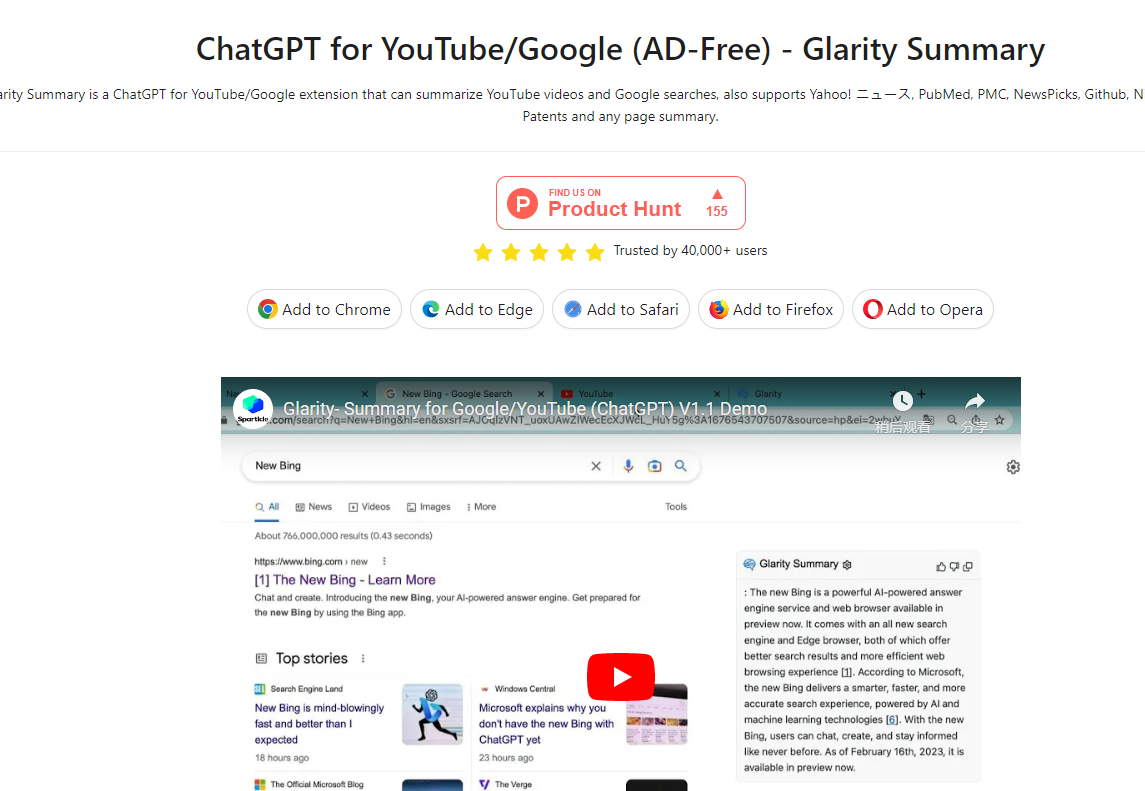 ChatGPT for YouTube/Google (AD-Free) - Glarity Summary
arity Summary is a ChatGPT for YouTube/Google extension that can summarize YouTube videos and Google searches, also supports Yahoo! ニュース, PubMed, PMC, NewsPicks, Github, N
Patents and any page summary.
FIND US ON
Product Hunt
155
Trusted by 40,000+ users
Add to Chrome
Add to Edge
Add to Safari
Add to Firefox
Add to Opera
New Bing - Google Search
YouTube
Glarity
Sparticle
Glarity- Summary for Google/YouTube (ChatGPT) V1.1 Demo
稍后观看
分享
New Bing
All News Videos Images More Tools
About 766,000,000 results (0.43 seconds)
https://www.bing.com › new
[1] The New Bing - Learn More
Chat and create. Introducing the new Bing, your AI-powered answer engine. Get prepared for
the new Bing by using the Bing app.
Top stories
Search Engine Land
New Bing is mind-blowingly
fast and better than I
expected
18 hours ago
Windows Central
Microsoft explains why you
don't have the new Bing with
ChatGPT yet
23 hours ago
The Official Microsoft Blog
The Verge
Glarity Summary
: The new Bing is a powerful AI-powered answer
engine service and web browser available in
preview now. It comes with an all new search
engine and Edge browser, both of which offer
better search results and more efficient web
browsing experience [1]. According to Microsoft,
the new Bing delivers a smarter, faster, and more
accurate search experience, powered by AI and
machine learning technologies [6]. With the new
Bing, users can chat, create, and stay informed
like never before. As of February 16th, 2023, it is
available in preview now.